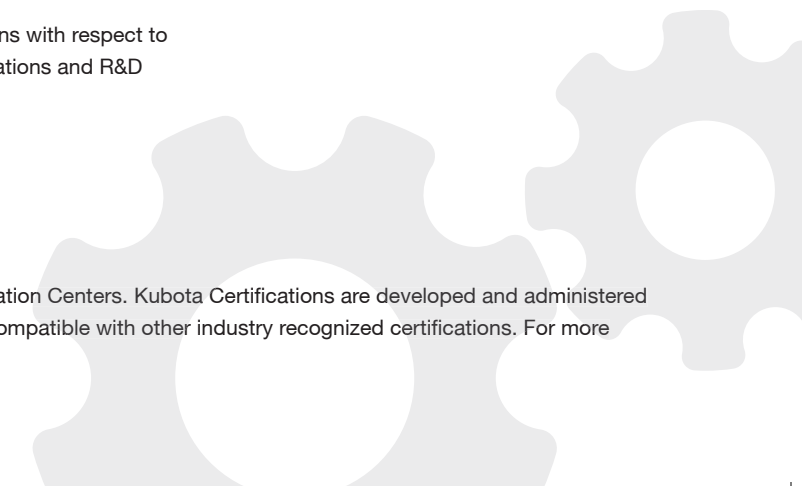 ns with respect to
ations and R&D
ation Centers. Kubota Certifications are developed and administered
ompatible with other industry recognized certifications. For more